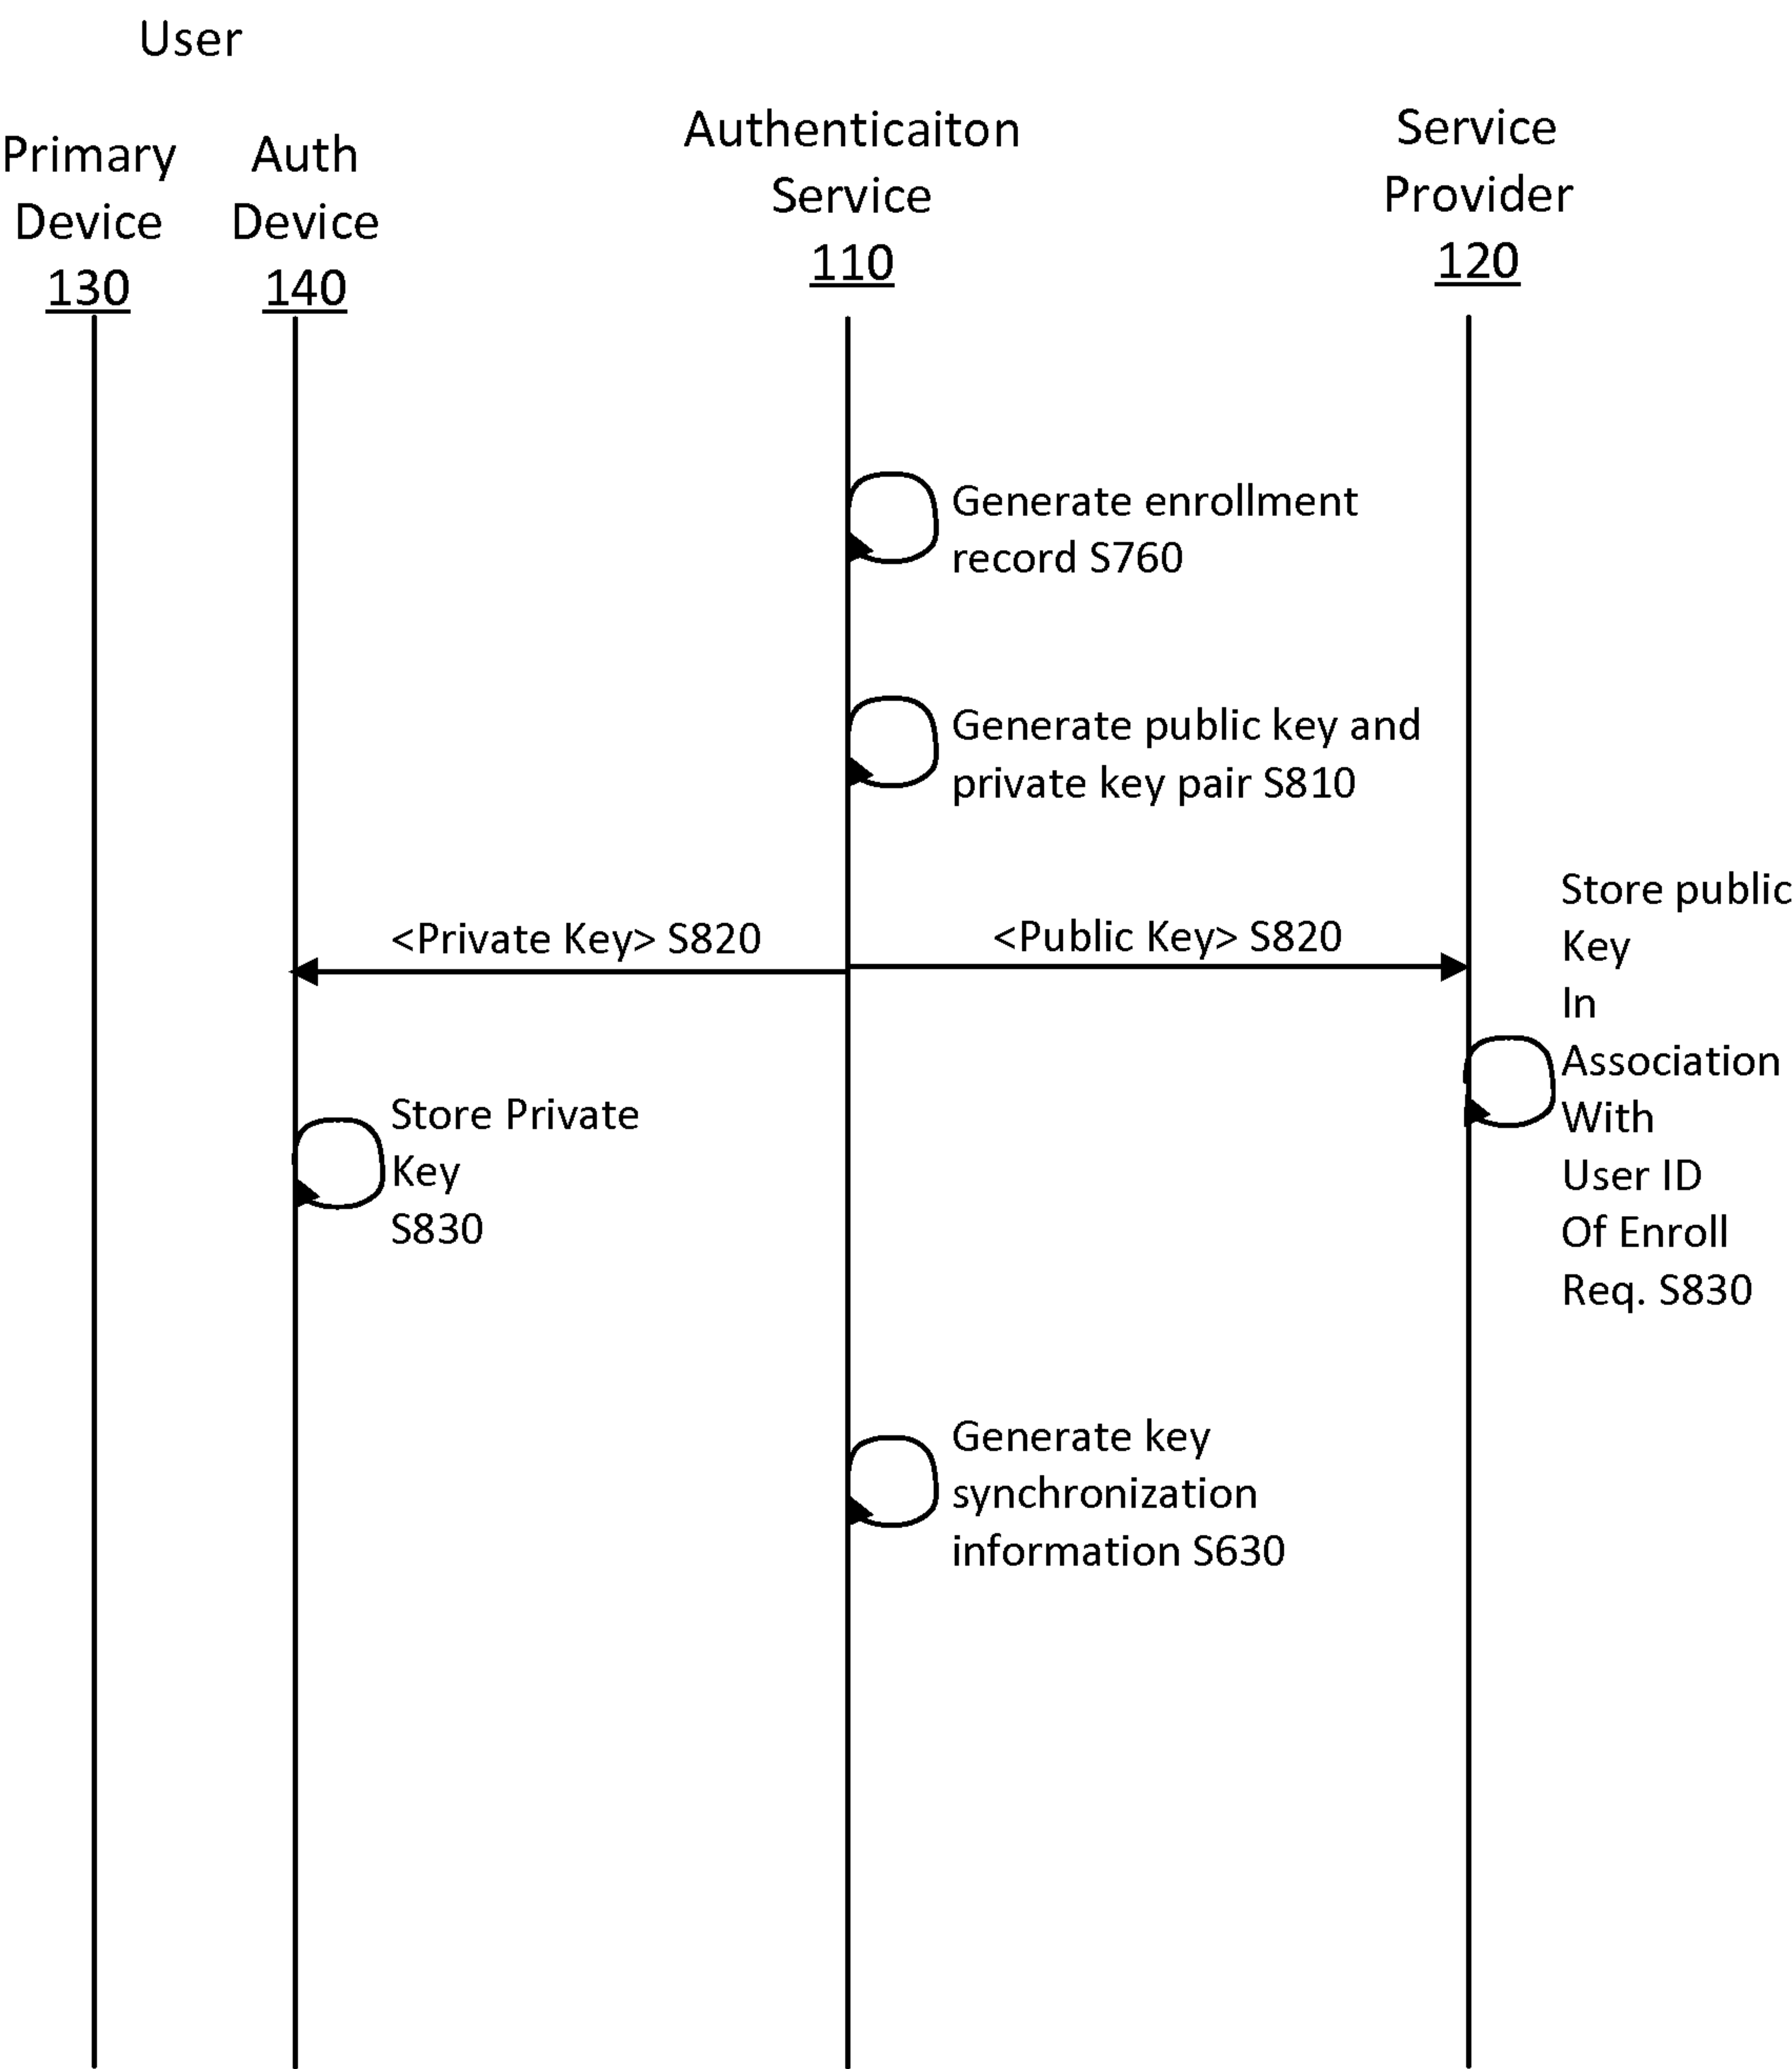 User
Primary
Device
130
Auth
Device
140
Authenticaiton
Service
110
Service
Provider
120
Generate enrollment
record S760
Generate public key and
private key pair S810
<Private Key> S820
<Public Key> S820
Store public
Key
In
Association
With
User ID
Of Enroll
Req. S830
Store Private
Key
S830
Generate key
synchronization
information S630